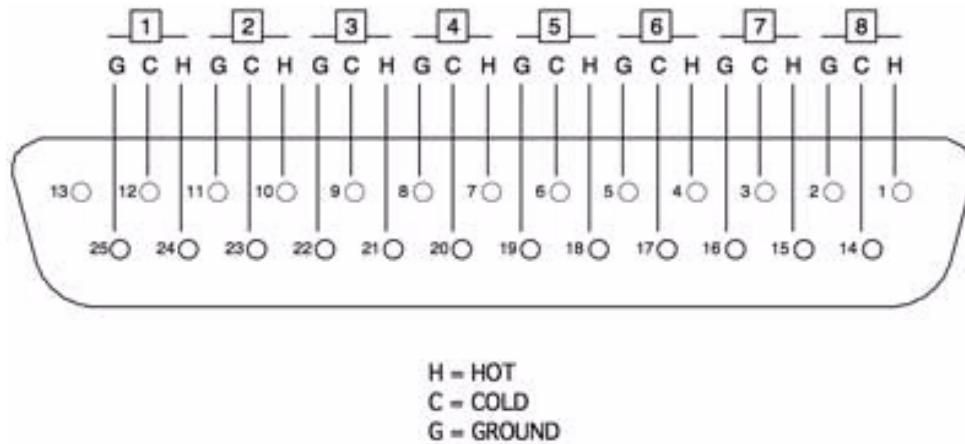 1 2 3 4 5 6 7 8
G C H G C H G C H G C H G C H G C H G C H G C H
13 12 11 10 9 8 7 6 5 4 3 2 1
25 24 23 22 21 20 19 18 17 16 15 14
H = HOT
C = COLD
G = GROUND